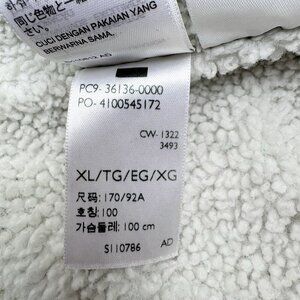 同じ色物と一緒
さい。
CUCI DENGAN PAKAIAN YANG
BERWARNA SAMA.
PC9- 36136-0000
PO- 4100545172
CW-1322
3493
XL/TG/EG/XG
尺码: 170/92A
호칭: 100
가슴둘레: 100 cm
S110786
AD